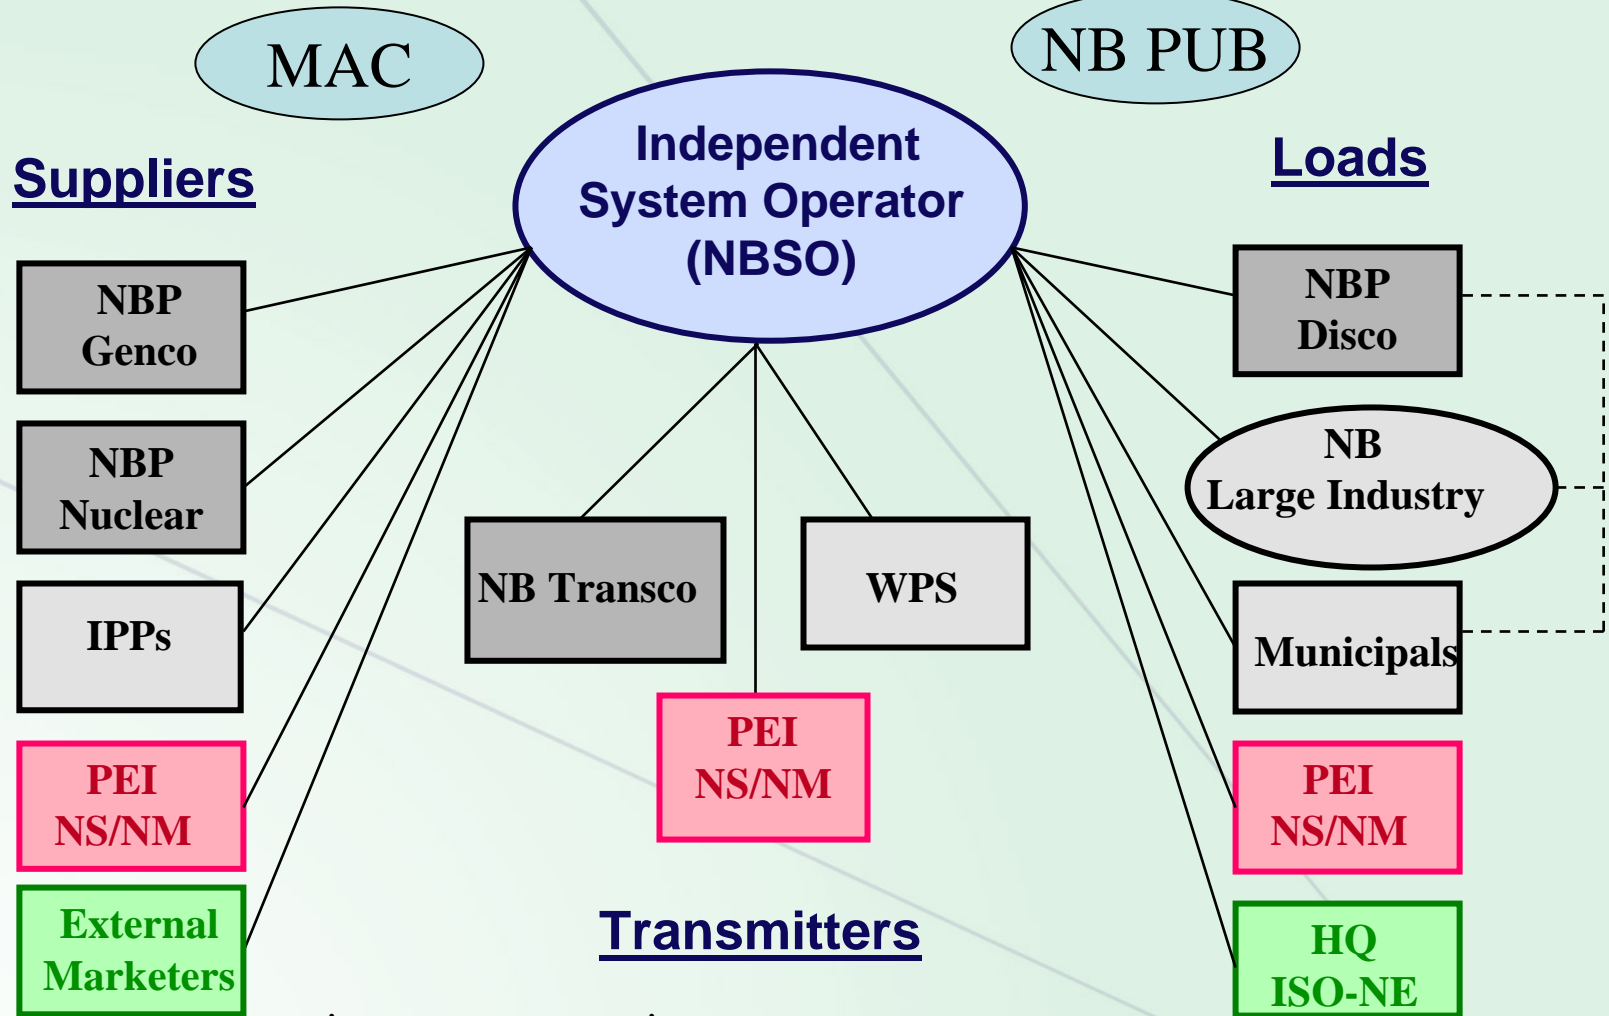 MAC
NB PUB
Independent
System Operator
(NBSO)
Suppliers
Loads
NBP
Genco
NBP
Nuclear
IPPs
PEI
NS/NM
External
Marketers
NB Transco
WPS
PEI
NS/NM
Transmitters
NBP
Disco
NB
Large Industry
Municipals
PEI
NS/NM
HQ
ISO-NE